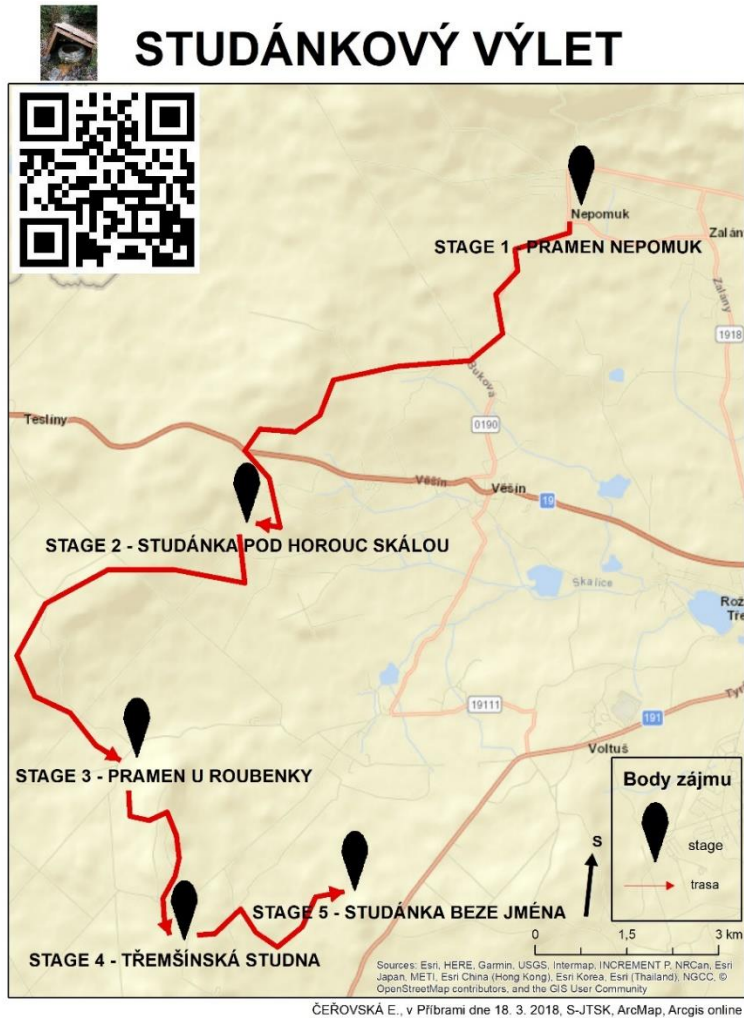 STUDÁNKOVÝ VÝLET
Nepomuk
Zalán
STAGE 1 - PRAMEN NEPOMUK
Zalany
1918
Bukova
Teslíny
0190
Věšín
Věšín
19
STAGE 2 - STUDÁNKA POD HOROUC SKÁLOU
Skalice
Rož
Tře
19111
191
Voltuš
STAGE 3 - PRAMEN U ROUBENKY
Body zájmu
stage
trasa
S
STAGE 5 - STUDÁNKA BEZE JMÉNA
STAGE 4 - TŘEMŠÍNSKÁ STUDNA
0 1,5 3 km
Sources: Esri, HERE, Garmin, USGS, Intermap, INCREMENT P, NRCan, Esri
Japan, METI, Esri China (Hong Kong), Esri Korea, Esri (Thailand), NGCC, ©
OpenStreetMap contributors, and the GIS User Community
ČEŘOVSKÁ E., v Příbrami dne 18. 3. 2018, S-JTSK, ArcMap, Arcgis online